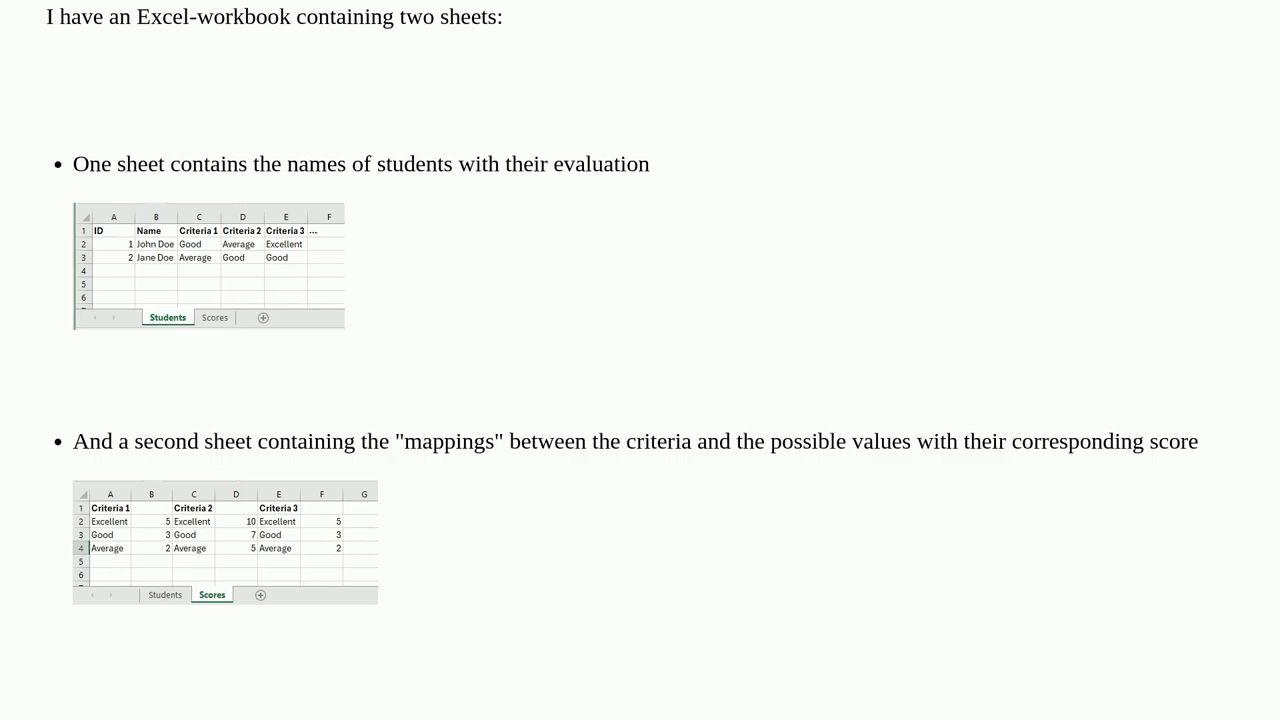 I have an Excel-workbook containing two sheets:
• One sheet contains the names of students with their evaluation
A B C D E F
1 ID Name Criteria 1 Criteria 2 Criteria 3 ...
2 1 John Doe Good Average Excellent
3 2 Jane Doe Average Good Good
4
5
6
Students Scores
• And a second sheet containing the "mappings" between the criteria and the possible values with their corresponding score
A B C D E F G
1 Criteria 1 Criteria 2 Criteria 3
2 Excellent 5 Excellent 10 Excellent 5
3 Good 3 Good 7 Good 3
4 Average 2 Average 5 Average 2
5
6
Students Scores